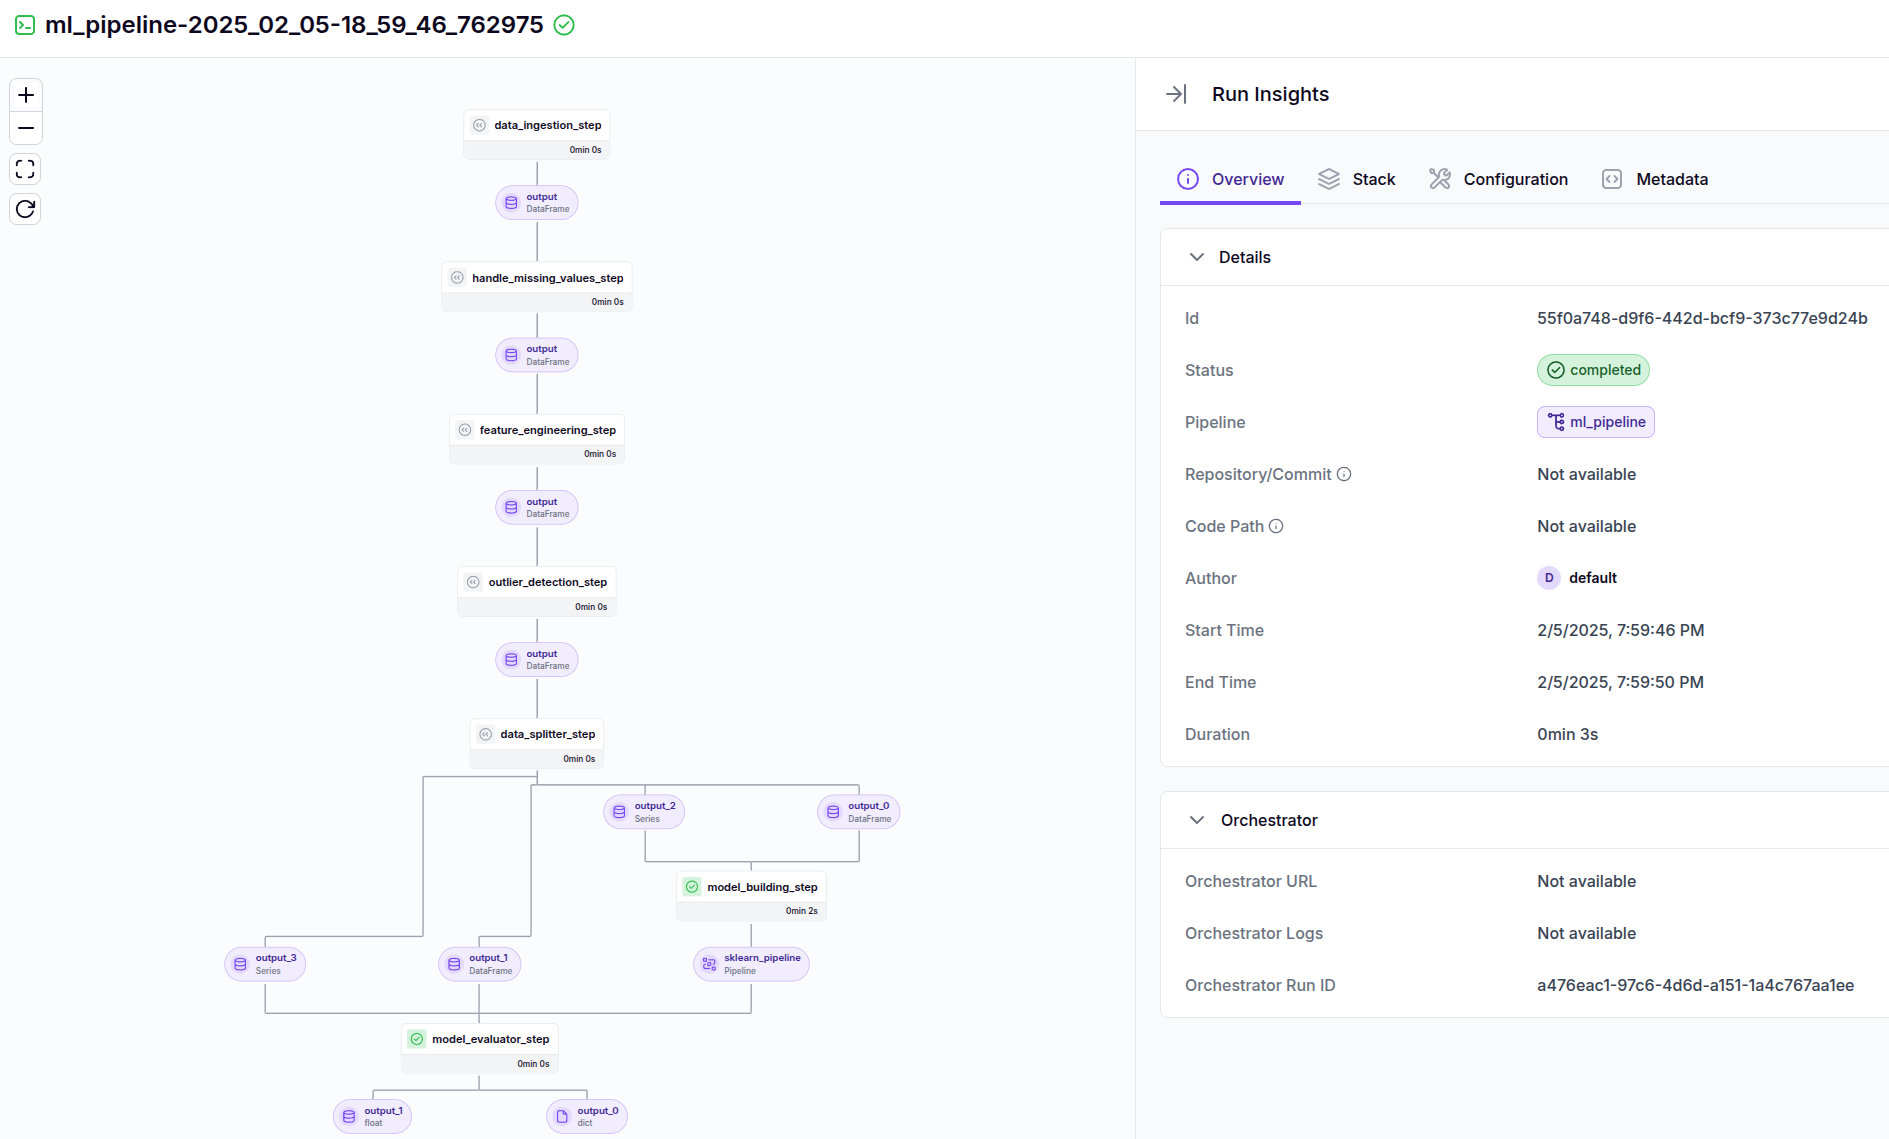 ml_pipeline-2025_02_05-18_59_46_762975
data_ingestion_step
0min 0s
output
DataFrame
handle_missing_values_step
0min 0s
output
DataFrame
feature_engineering_step
0min 0s
output
DataFrame
outlier_detection_step
0min 0s
output
DataFrame
data_splitter_step
0min 0s
output_2
Series
output_0
DataFrame
model_building_step
0min 2s
output_3
Series
output_1
DataFrame
sklearn_pipeline
Pipeline
model_evaluator_step
0min 0s
output_1
float
output_0
dict
Run Insights
Overview Stack Configuration Metadata
Details
Id 55f0a748-d9f6-442d-bcf9-373c77e9d24b
Status completed
Pipeline ml_pipeline
Repository/Commit Not available
Code Path Not available
Author D default
Start Time 2/5/2025, 7:59:46 PM
End Time 2/5/2025, 7:59:50 PM
Duration 0min 3s
Orchestrator
Orchestrator URL Not available
Orchestrator Logs Not available
Orchestrator Run ID a476eac1-97c6-4d6d-a151-1a4c767aa1ee